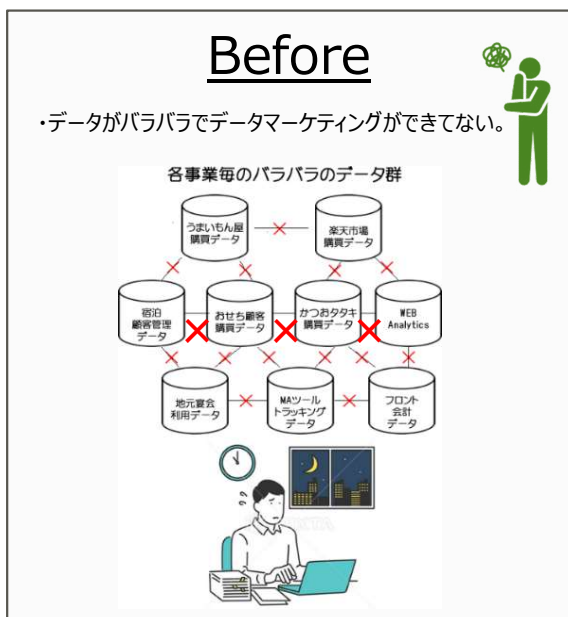 Before
・データがバラバラでデータマーケティングができてない。
各事業毎のバラバラのデータ群
うまいもん屋
購買データ
楽天市場
購買データ
宿泊
顧客管理
データ
おせち顧客
購買データ
かつおタタキ
購買データ
WEB
Analytics
地元宴会
利用データ
MAツール
トラッキング
データ
フロント
会計
データ